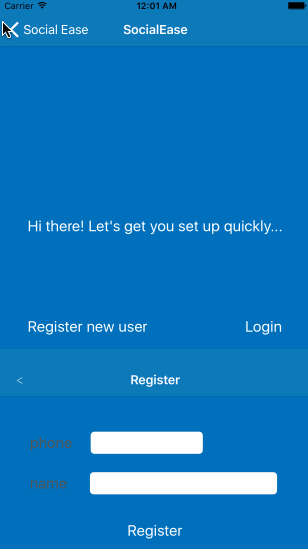 Carrier 12:01 AM
Social Ease SocialEase
Hi there! Let's get you set up quickly...
Register new user Login
< Register
phone
name
Register